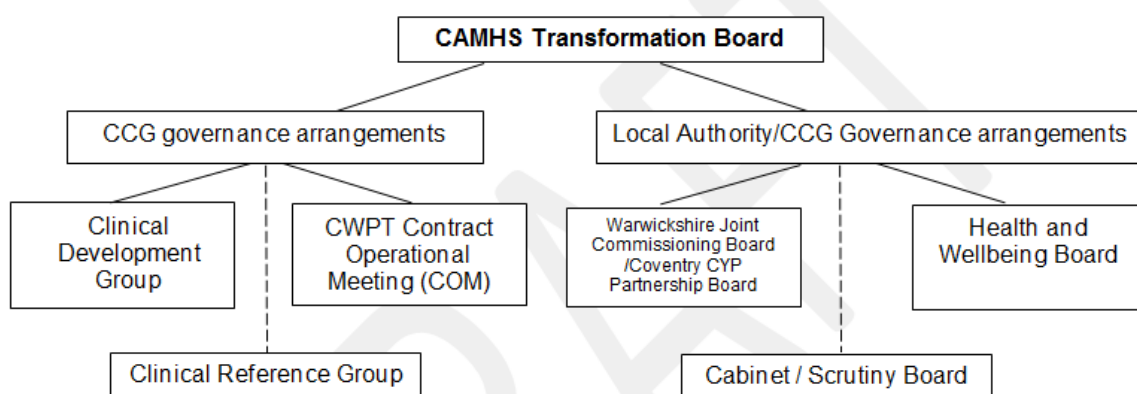 CAMHS Transformation Board
CCG governance arrangements
Local Authority/CCG Governance arrangements
Clinical
Development
Group
CWPT Contract
Operational
Meeting (COM)
Warwickshire Joint
Commissioning Board
/Coventry CYP
Partnership Board
Health and
Wellbeing Board
Clinical Reference Group
Cabinet / Scrutiny Board